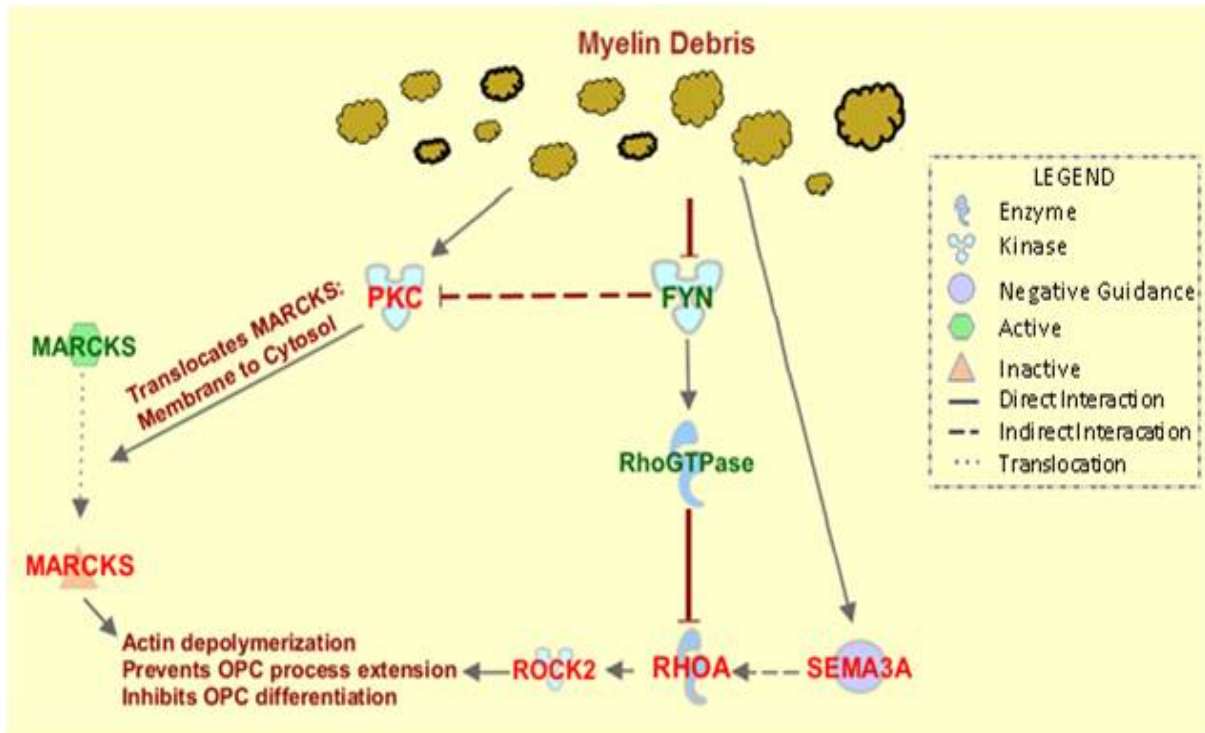 Myelin Debris
LEGEND
Enzyme
Kinase
Negative Guidance
Active
Inactive
Direct Interaction
Indirect Interacation
Translocation
PKC
FYN
Translocates MARCKS:
Membrane to Cytosol
MARCKS
RhoGTPase
MARCKS
Actin depolymerization
Prevents OPC process extension
Inhibits OPC differentiation
ROCK2
RHOA
SEMA3A